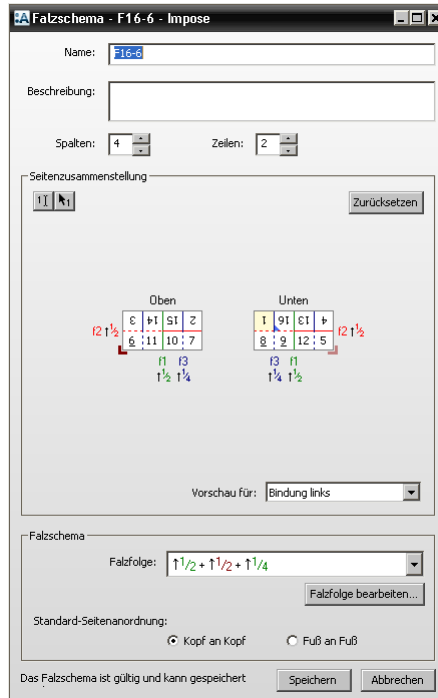 :A Falzschema - F16-6 - Impose
Name: F16-6
Beschreibung:
Spalten: 4 Zeilen: 2
Seitenzusammenstellung
Zurücksetzen
Oben Unten
3 14 15 2 1 16 13 4
f2 ↑1/2 6 11 10 7 8 9 12 5 f2 ↑1/2
f1 f3 f3 f1
↑1/2 ↑1/4 ↑1/4 ↑1/2
Vorschau für: Bindung links
Falzschema
Falzfolge: ↑1/2 + ↑1/2 + ↑1/4
Falzfolge bearbeiten...
Standard-Seitenanordnung:
Kopf an Kopf Fuß an Fuß
Das Falzschema ist gültig und kann gespeichert Speichern Abbrechen